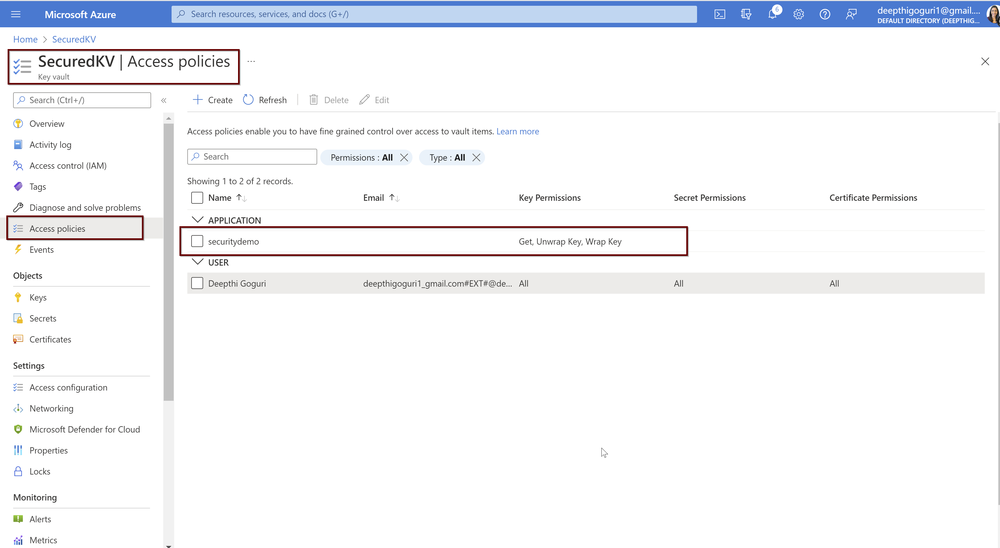 Microsoft Azure
Search resources, services, and docs (G+/)
6
deepthigoguri1@gmail....
DEFAULT DIRECTORY (DEEPTHIG...
Home > SecuredKV
SecuredKV | Access policies ...
Key vault
Search (Ctrl+/)
«
Create
Refresh
Delete
Edit
Overview
Activity log
Access control (IAM)
Tags
Diagnose and solve problems
Access policies
Events
Objects
Keys
Secrets
Certificates
Settings
Access configuration
Networking
Microsoft Defender for Cloud
Properties
Locks
Monitoring
Alerts
Metrics
Access policies enable you to have fine grained control over access to vault items. Learn more
Search
Permissions : All
Type : All
Showing 1 to 2 of 2 records.
Name Email Key Permissions Secret Permissions Certificate Permissions
APPLICATION
securitydemo Get, Unwrap Key, Wrap Key
USER
Deepthi Goguri deepthigoguri1_gmail.com#EXT#@de... All All All